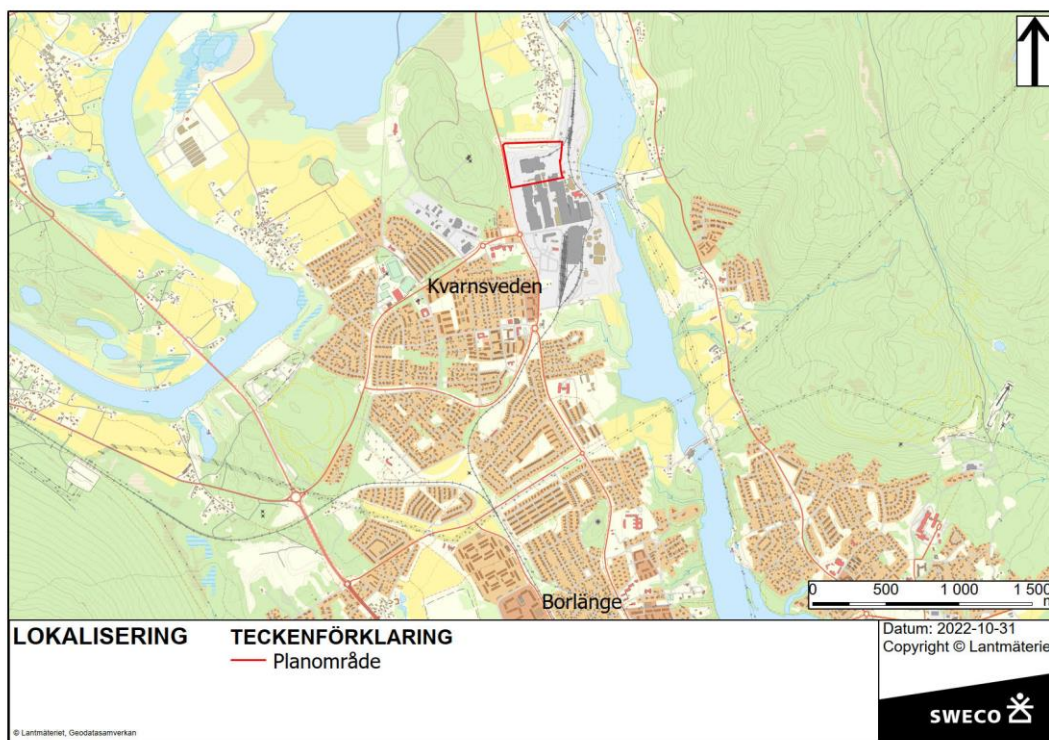 Kvarnsveden
Borlänge
0 500 1 000 1 500
m
LOKALISERING
TECKENFÖRKLARING
Planområde
Datum: 2022-10-31
Copyright © Lantmäterie
SWECO
© Lantmäteriet, Geodatasamverkan